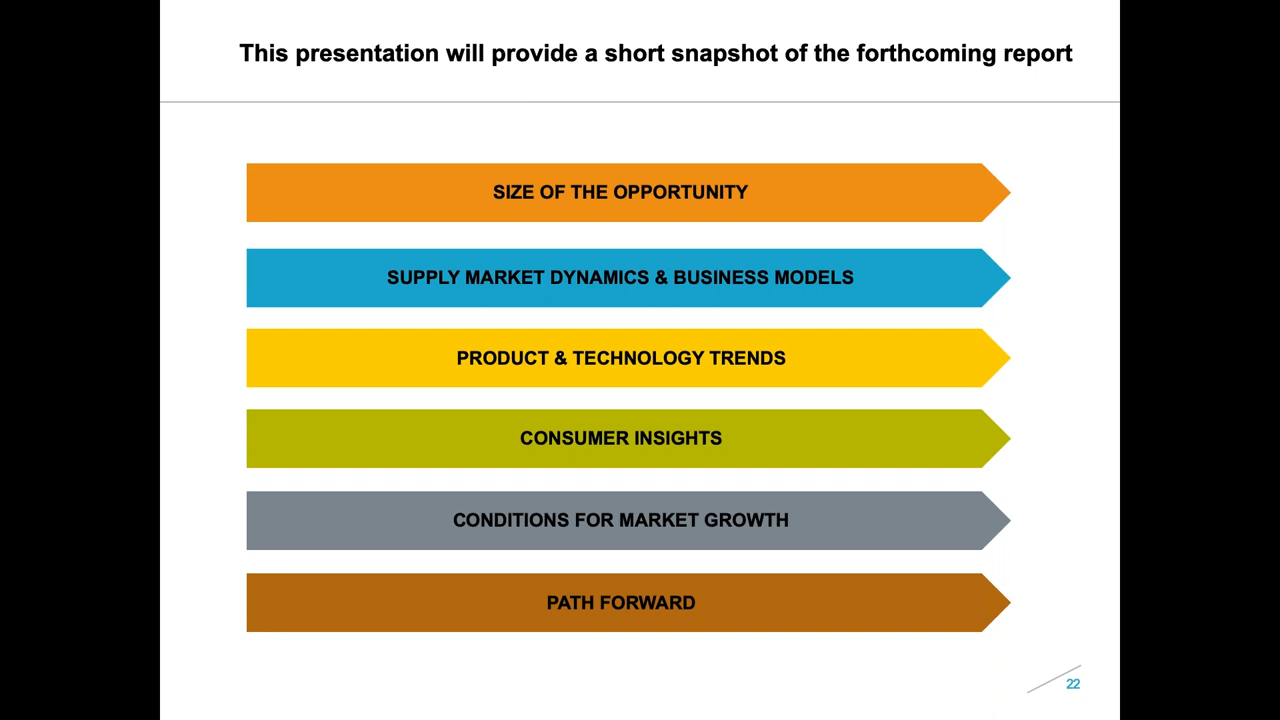 This presentation will provide a short snapshot of the forthcoming report
SIZE OF THE OPPORTUNITY
SUPPLY MARKET DYNAMICS & BUSINESS MODELS
PRODUCT & TECHNOLOGY TRENDS
CONSUMER INSIGHTS
CONDITIONS FOR MARKET GROWTH
PATH FORWARD
22